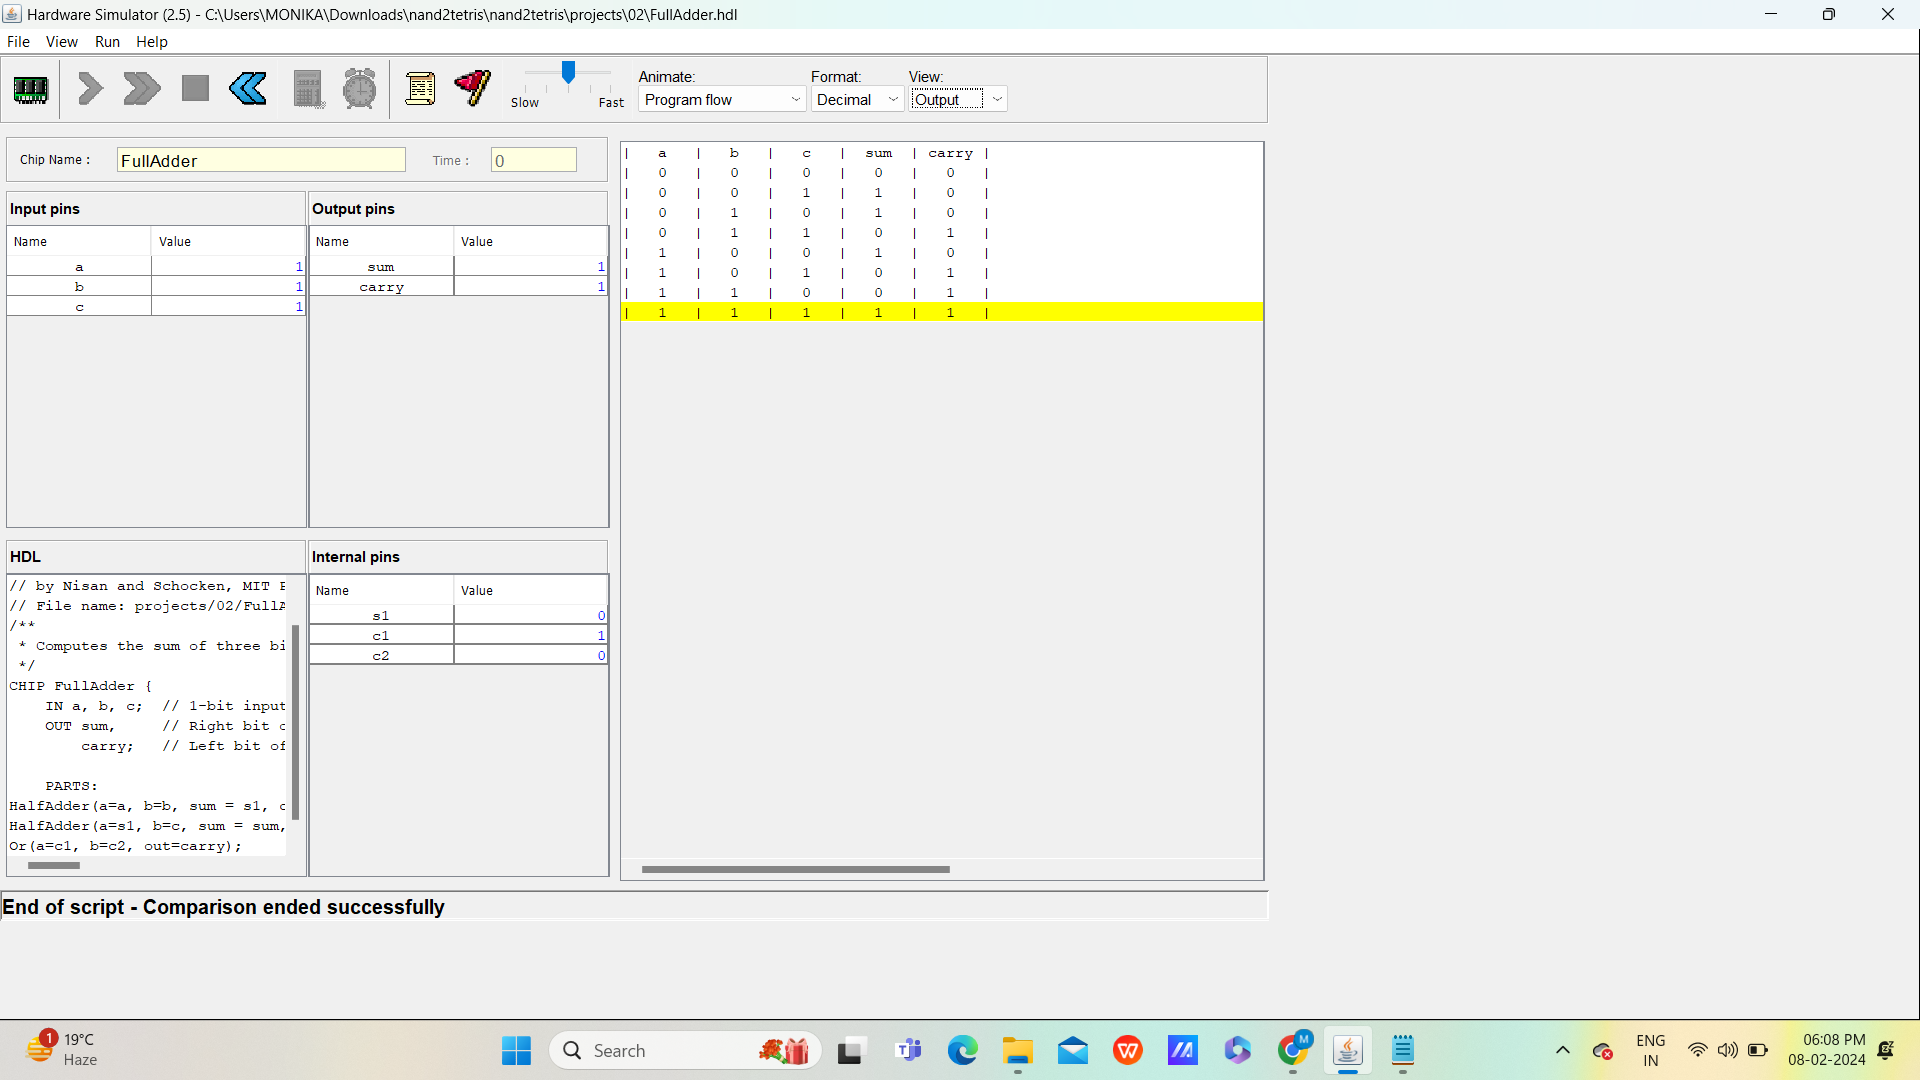 Hardware Simulator (2.5) - C:\Users\MONIKA\Downloads\nand2tetris\nand2tetris\projects\02\FullAdder.hdl
File View Run Help
Slow Fast
Animate: Format: View:
Program flow Decimal Output
Chip Name : FullAdder Time : 0
Input pins
Name Value
a 1
b 1
c 1
Output pins
Name Value
sum 1
carry 1
| a | b | c | sum | carry |
| 0 | 0 | 0 | 0 | 0 |
| 0 | 0 | 1 | 1 | 0 |
| 0 | 1 | 0 | 1 | 0 |
| 0 | 1 | 1 | 0 | 1 |
| 1 | 0 | 0 | 1 | 0 |
| 1 | 0 | 1 | 0 | 1 |
| 1 | 1 | 0 | 0 | 1 |
| 1 | 1 | 1 | 1 | 1 |
HDL
// by Nisan and Schocken, MIT
// File name: projects/02/Full
/**
* Computes the sum of three bi
*/
CHIP FullAdder {
IN a, b, c; // 1-bit input
OUT sum, // Right bit
carry; // Left bit of
PARTS:
HalfAdder(a=a, b=b, sum = s1, c
HalfAdder(a=s1, b=c, sum = sum,
Or(a=c1, b=c2, out=carry);
Internal pins
Name Value
s1 0
c1 1
c2 0
End of script - Comparison ended successfully
1
19°C
Haze
Search
M
ENG
IN
06:08 PM
08-02-2024